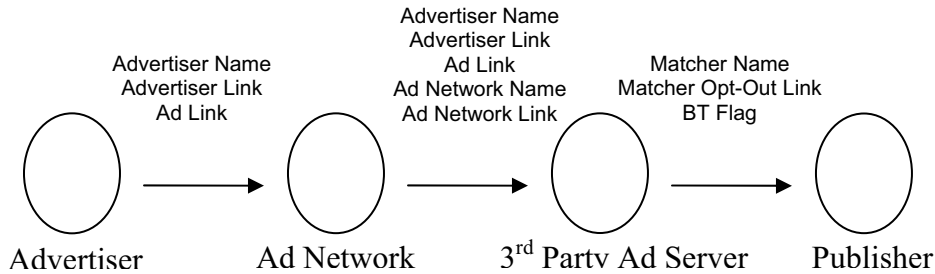 Advertiser Name
Advertiser Link
Ad Link
Advertiser Name
Advertiser Link
Ad Link
Ad Network Name
Ad Network Link
Matcher Name
Matcher Opt-Out Link
BT Flag
Advertiser
Ad Network
3rd Party Ad Server
Publisher